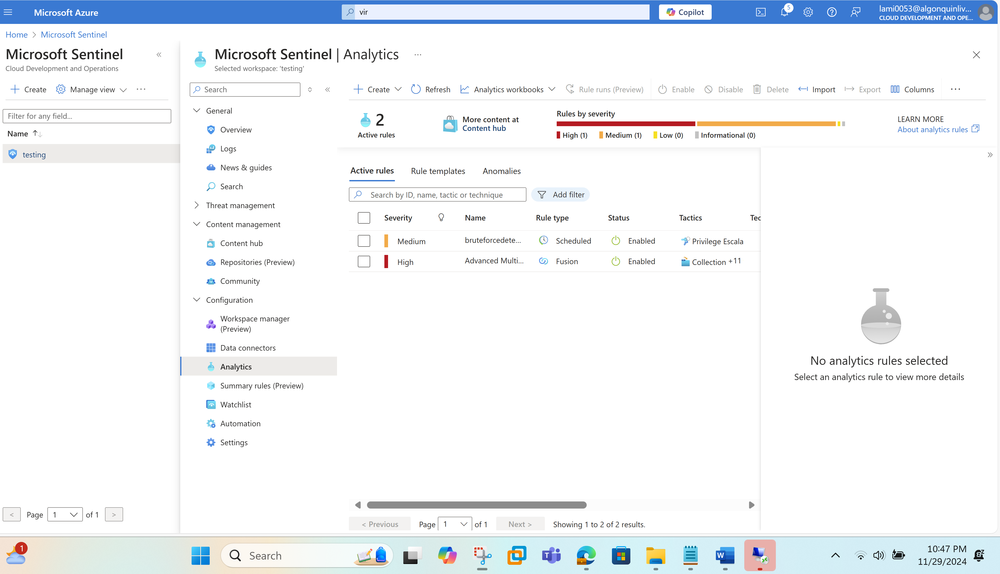 Microsoft Azure
vir
Copilot
5
lami0053@algonquinliv...
CLOUD DEVELOPMENT AND OPE...
Home > Microsoft Sentinel
Microsoft Sentinel
Cloud Development and Operations
Create
Manage view
...
Filter for any field...
Name
testing
< Page 1 of 1 >
Microsoft Sentinel | Analytics
...
Selected workspace: 'testing'
Search
General
Overview
Logs
News & guides
Search
Threat management
Content management
Content hub
Repositories (Preview)
Community
Configuration
Workspace manager
(Preview)
Data connectors
Analytics
Summary rules (Preview)
Watchlist
Automation
Settings
Create
Refresh
Analytics workbooks
Rule runs (Preview)
Enable
Disable
Delete
Import
Export
Columns
...
2
Active rules
More content at
Content hub
Rules by severity
High (1) Medium (1) Low (0) Informational (0)
LEARN MORE
About analytics rules
Active rules Rule templates Anomalies
Search by ID, name, tactic or technique
Add filter
Severity Name Rule type Status Tactics Tec
Medium bruteforcedete... Scheduled Enabled Privilege Escala
High Advanced Multi... Fusion Enabled Collection +11
< Previous Page 1 of 1 Next > Showing 1 to 2 of 2 results.
No analytics rules selected
Select an analytics rule to view more details
1
Search
10:47 PM
11/29/2024